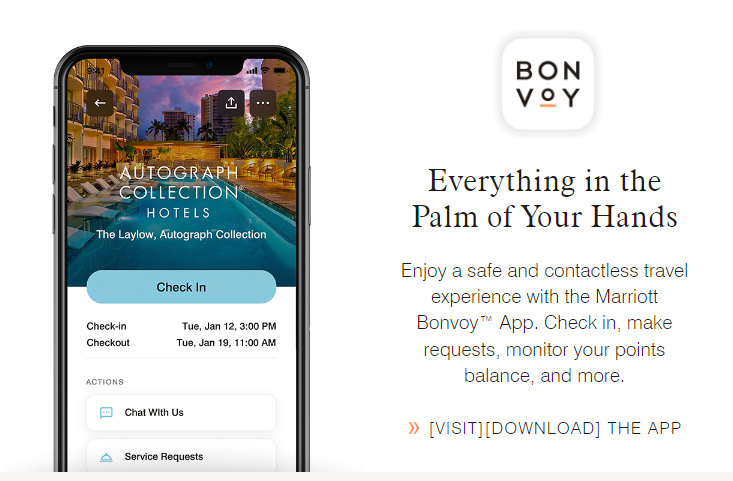 9:41
AUTOGRAPH
COLLECTION®
HOTELS
The Laylow, Autograph Collection
Check In
Check-in Tue, Jan 12, 3:00 PM
Checkout Tue, Jan 19, 11:00 AM
ACTIONS
Chat WIth Us
Service Requests
BON
VOY
Everything in the
Palm of Your Hands
Enjoy a safe and contactless travel
experience with the Marriott
Bonvoy™ App. Check in, make
requests, monitor your points
balance, and more.
» [VISIT][DOWNLOAD] THE APP